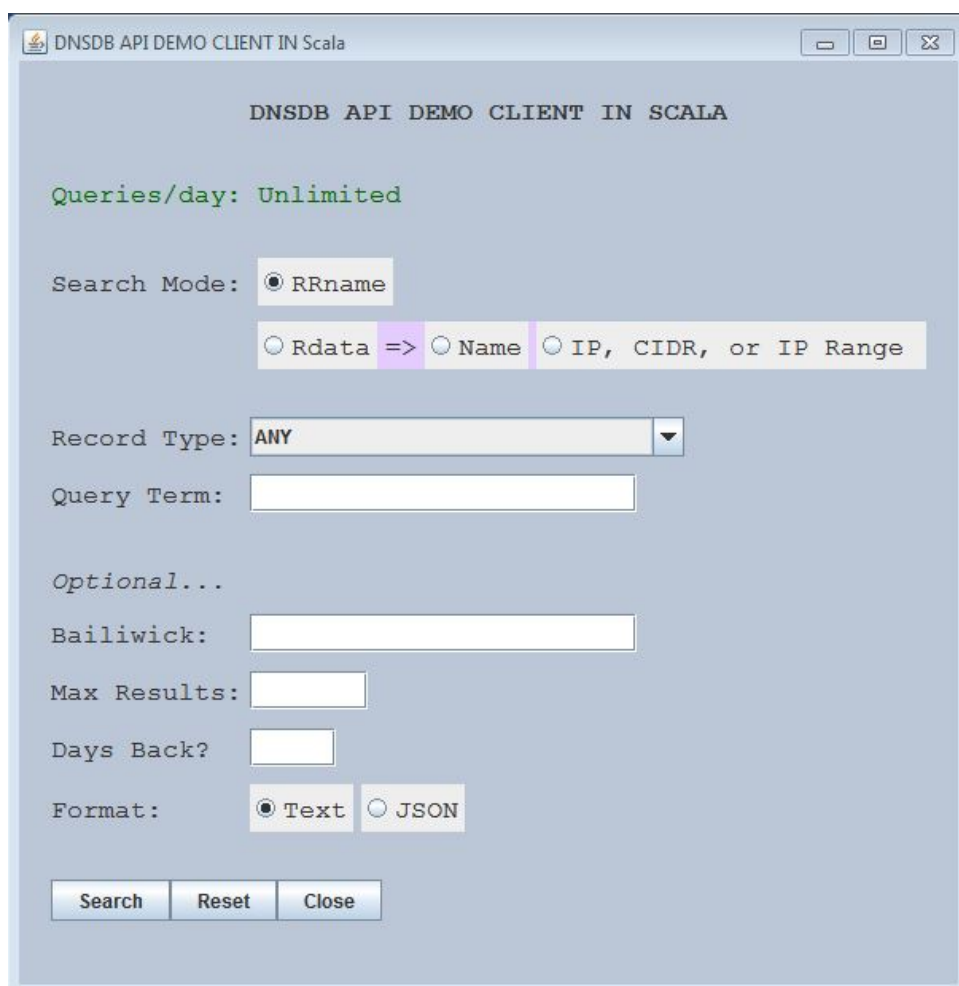 DNSDB API DEMO CLIENT IN Scala
DNSDB API DEMO CLIENT IN SCALA
Queries/day: Unlimited
Search Mode: RRname
Rdata => Name IP, CIDR, or IP Range
Record Type: ANY
Query Term:
Optional...
Bailiwick:
Max Results:
Days Back?
Format: Text JSON
Search Reset Close